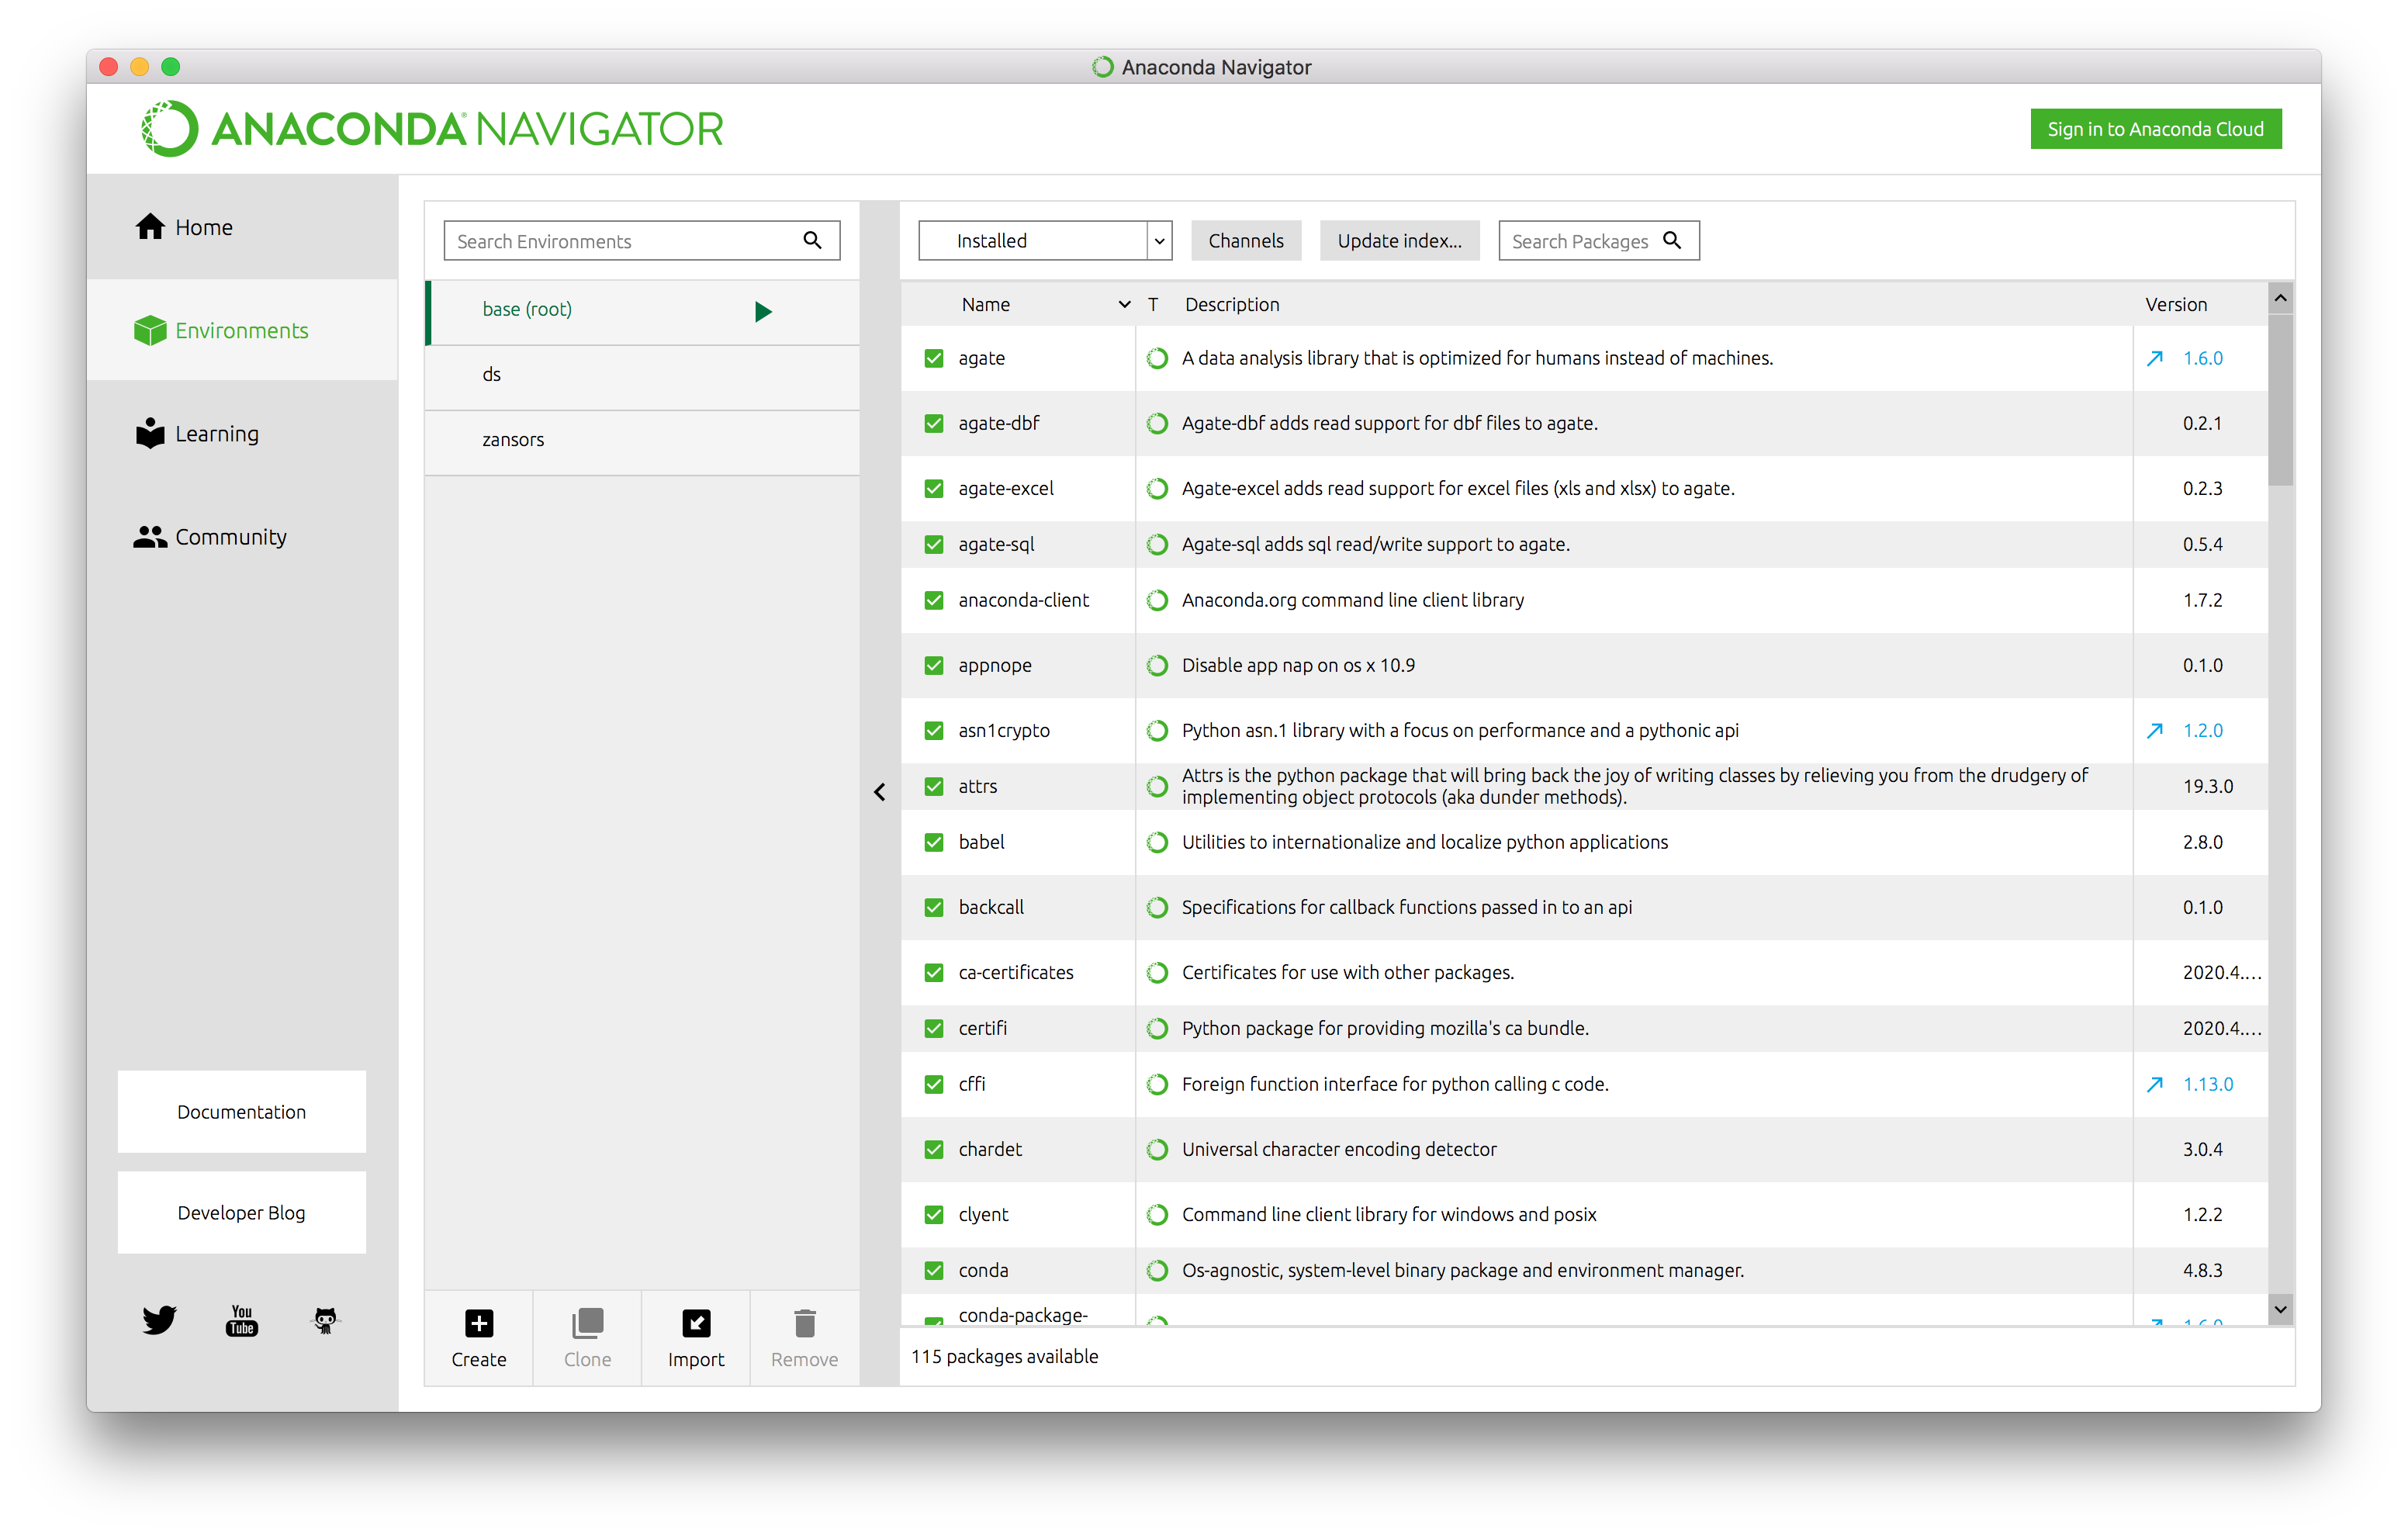 Anaconda Navigator
ANACONDA® NAVIGATOR
Sign in to Anaconda Cloud
Home
Environments
Learning
Community
Documentation
Developer Blog
You
Tube
Search Environments
base (root)
ds
zansors
Create
Clone
Import
Remove
Installed
Channels
Update index...
Search Packages
Name T Description Version
agate A data analysis library that is optimized for humans instead of machines. 1.6.0
agate-dbf Agate-dbf adds read support for dbf files to agate. 0.2.1
agate-excel Agate-excel adds read support for excel files (xls and xlsx) to agate. 0.2.3
agate-sql Agate-sql adds sql read/write support to agate. 0.5.4
anaconda-client Anaconda.org command line client library 1.7.2
appnope Disable app nap on os x 10.9 0.1.0
asn1crypto Python asn.1 library with a focus on performance and a pythonic api 1.2.0
attrs Attrs is the python package that will bring back the joy of writing classes by relieving you from the drudgery of
implementing object protocols (aka dunder methods). 19.3.0
babel Utilities to internationalize and localize python applications 2.8.0
backcall Specifications for callback functions passed in to an api 0.1.0
ca-certificates Certificates for use with other packages. 2020.4....
certifi Python package for providing mozilla's ca bundle. 2020.4....
cffi Foreign function interface for python calling c code. 1.13.0
chardet Universal character encoding detector 3.0.4
clyent Command line client library for windows and posix 1.2.2
conda Os-agnostic, system-level binary package and environment manager. 4.8.3
conda-package-
115 packages available